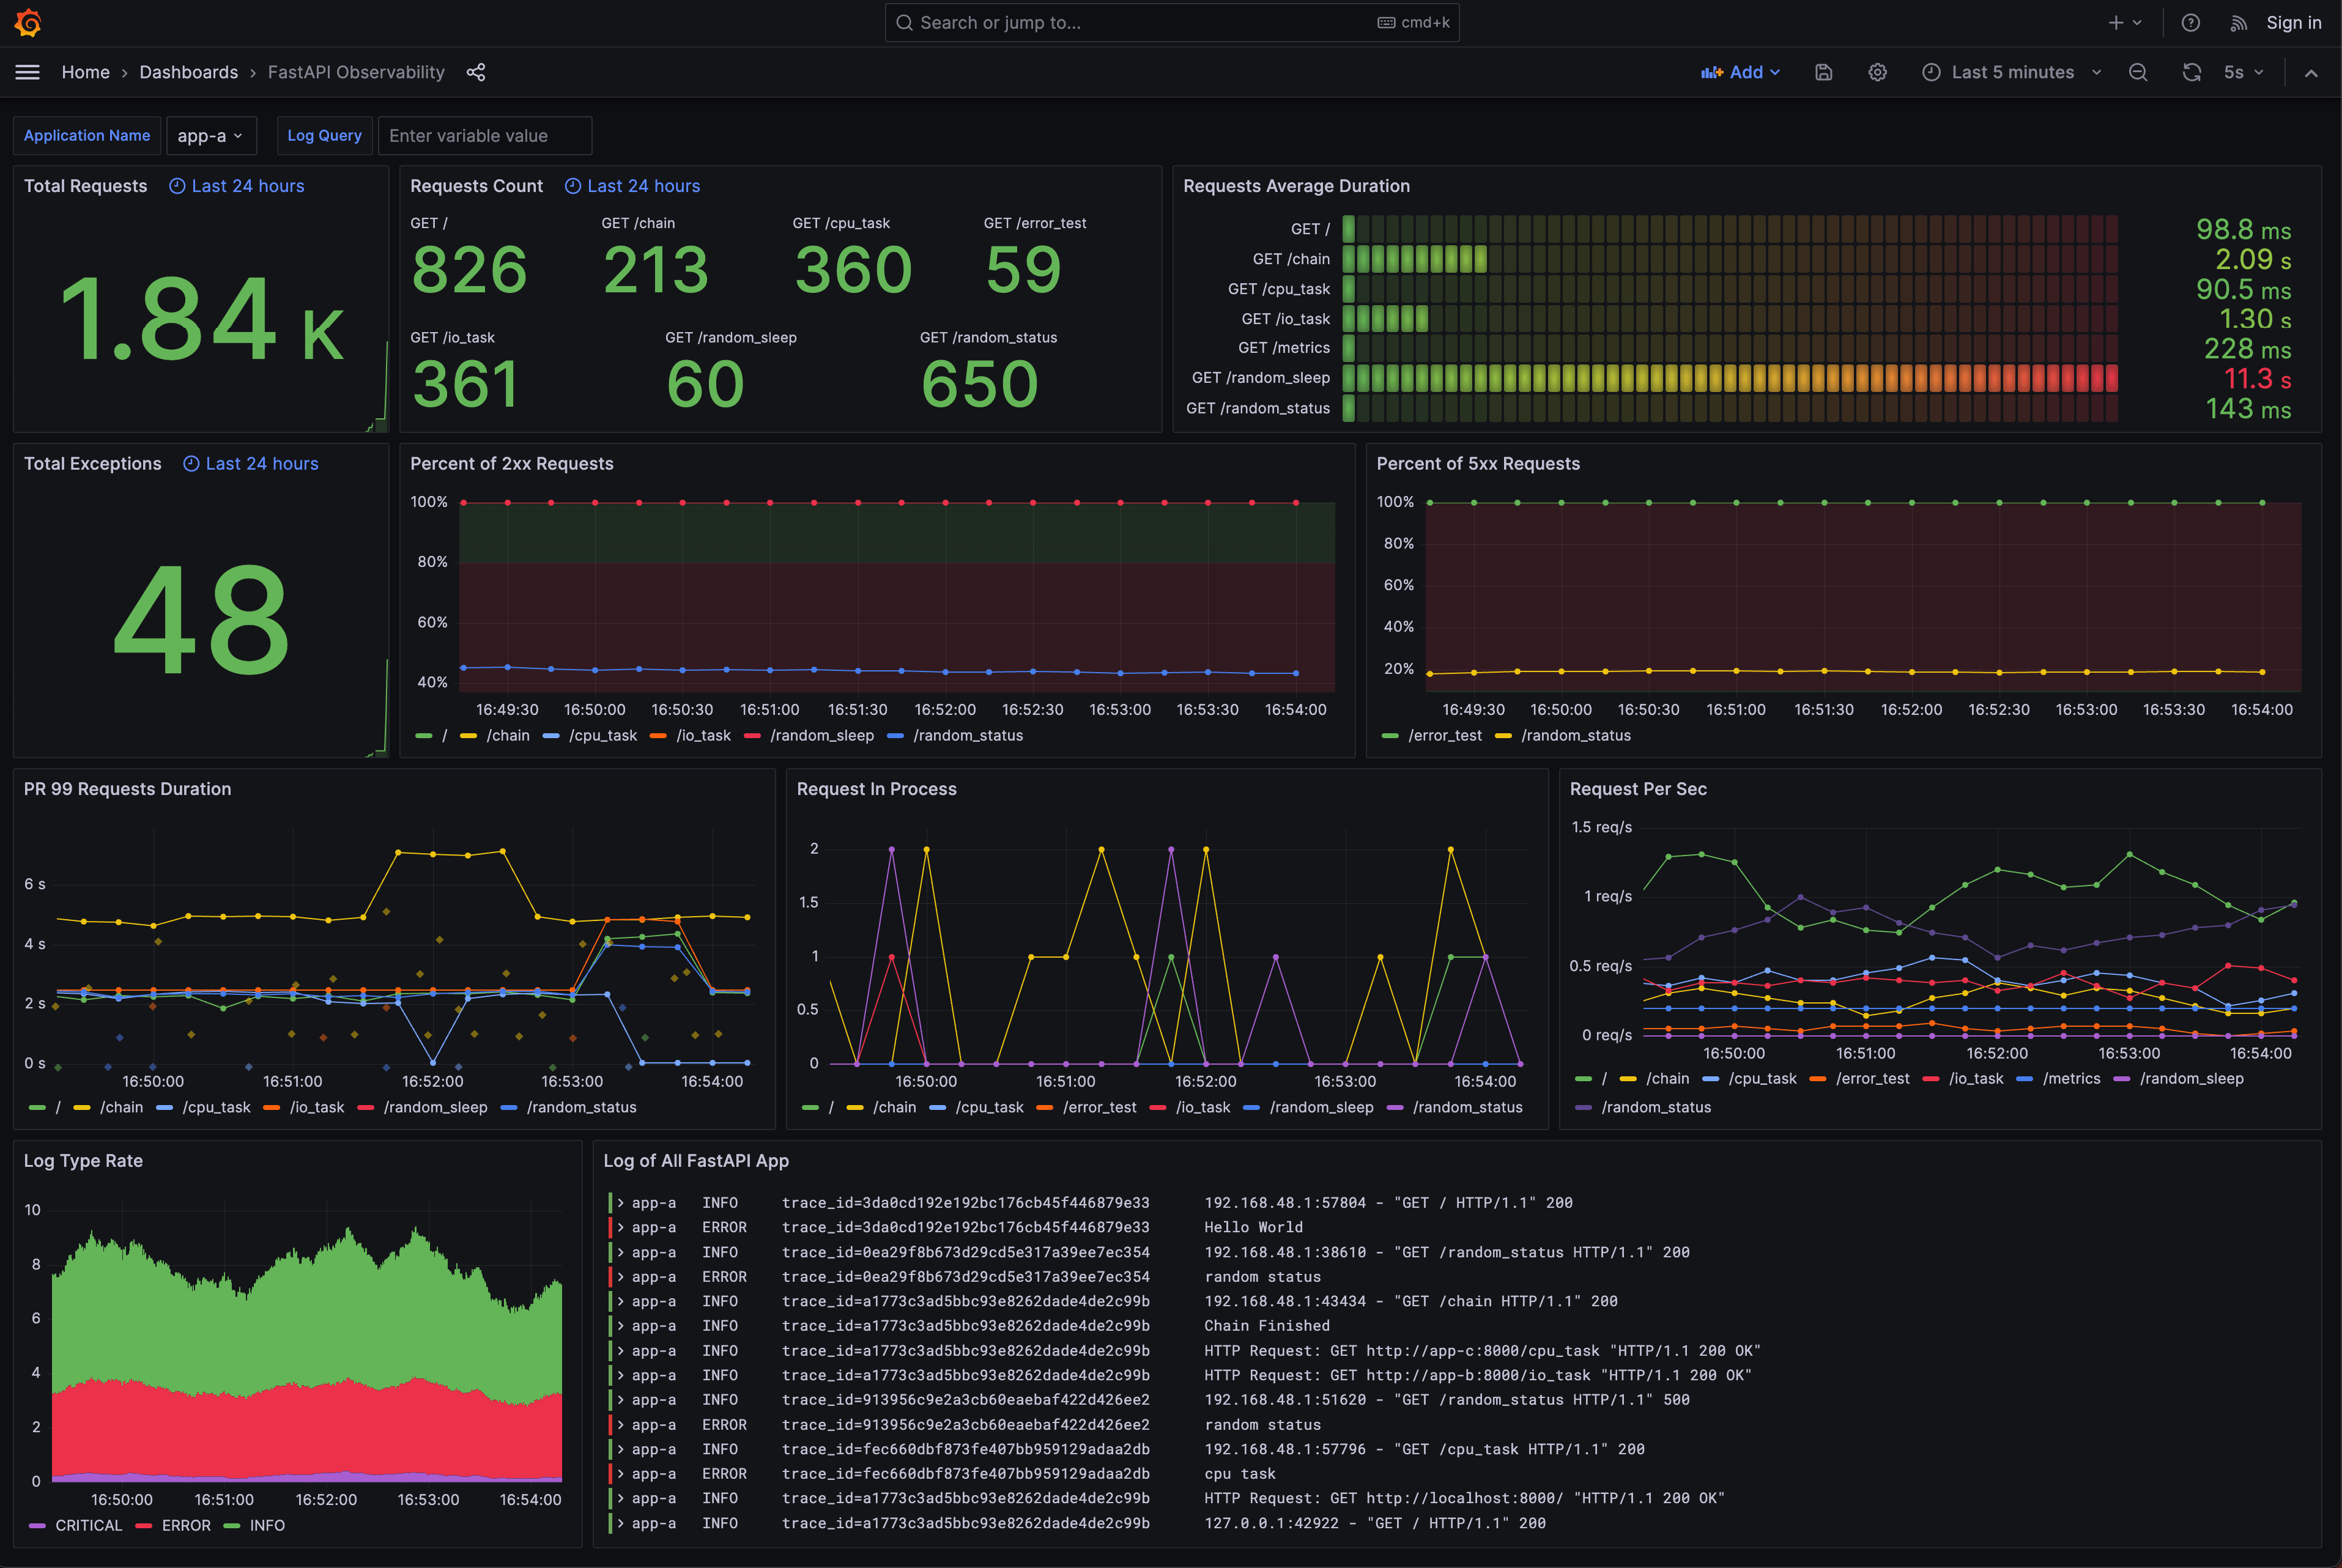 Search or jump to... cmd+k Sign in
Home › Dashboards › FastAPI Observability Add Last 5 minutes 5s
Application Name app-a Log Query Enter variable value
Total Requests Last 24 hours
1.84 K
Requests Count Last 24 hours
GET / GET /chain GET /cpu_task GET /error_test
826 213 360 59
GET /io_task GET /random_sleep GET /random_status
361 60 650
Requests Average Duration
GET / 98.8 ms
GET /chain 2.09 s
GET /cpu_task 90.5 ms
GET /io_task 1.30 s
GET /metrics 228 ms
GET /random_sleep 11.3 s
GET /random_status 143 ms
Total Exceptions Last 24 hours
48
Percent of 2xx Requests
100%
80%
60%
40%
16:49:30 16:50:00 16:50:30 16:51:00 16:51:30 16:52:00 16:52:30 16:53:00 16:53:30 16:54:00
/ /chain /cpu_task /io_task /random_sleep /random_status
Percent of 5xx Requests
100%
80%
60%
40%
20%
16:49:30 16:50:00 16:50:30 16:51:00 16:51:30 16:52:00 16:52:30 16:53:00 16:53:30 16:54:00
/error_test /random_status
PR 99 Requests Duration
6 s
4 s
2 s
0 s
16:50:00 16:51:00 16:52:00 16:53:00 16:54:00
/ /chain /cpu_task /io_task /random_sleep /random_status
Request In Process
2
1.5
1
0.5
0
16:50:00 16:51:00 16:52:00 16:53:00 16:54:00
/ /chain /cpu_task /error_test /io_task /random_sleep /random_status
Request Per Sec
1.5 req/s
1 req/s
0.5 req/s
0 req/s
16:50:00 16:51:00 16:52:00 16:53:00 16:54:00
/ /chain /cpu_task /error_test /io_task /metrics /random_sleep
/random_status
Log Type Rate
10
8
6
4
2
0
16:50:00 16:51:00 16:52:00 16:53:00 16:54:00
CRITICAL ERROR INFO
Log of All FastAPI App
app-a INFO trace_id=3da0cd192e192bc176cb45f446879e33 192.168.48.1:57804 - "GET / HTTP/1.1" 200
app-a ERROR trace_id=3da0cd192e192bc176cb45f446879e33 Hello World
app-a INFO trace_id=0ea29f8b673d29cd5e317a39ee7ec354 192.168.48.1:38610 - "GET /random_status HTTP/1.1" 200
app-a ERROR trace_id=0ea29f8b673d29cd5e317a39ee7ec354 random status
app-a INFO trace_id=a1773c3ad5bbc93e8262dade4de2c99b 192.168.48.1:43434 - "GET /chain HTTP/1.1" 200
app-a INFO trace_id=a1773c3ad5bbc93e8262dade4de2c99b Chain Finished
app-a INFO trace_id=a1773c3ad5bbc93e8262dade4de2c99b HTTP Request: GET http://app-c:8000/cpu_task "HTTP/1.1 200 OK"
app-a INFO trace_id=a1773c3ad5bbc93e8262dade4de2c99b HTTP Request: GET http://app-b:8000/io_task "HTTP/1.1 200 OK"
app-a INFO trace_id=913956c9e2a3cb60eaebaf422d426ee2 192.168.48.1:51620 - "GET /random_status HTTP/1.1" 500
app-a ERROR trace_id=913956c9e2a3cb60eaebaf422d426ee2 random status
app-a INFO trace_id=fec660dbf873fe407bb959129adaa2db 192.168.48.1:57796 - "GET /cpu_task HTTP/1.1" 200
app-a ERROR trace_id=fec660dbf873fe407bb959129adaa2db cpu task
app-a INFO trace_id=a1773c3ad5bbc93e8262dade4de2c99b HTTP Request: GET http://localhost:8000/ "HTTP/1.1 200 OK"
app-a INFO trace_id=a1773c3ad5bbc93e8262dade4de2c99b 127.0.0.1:42922 - "GET / HTTP/1.1" 200